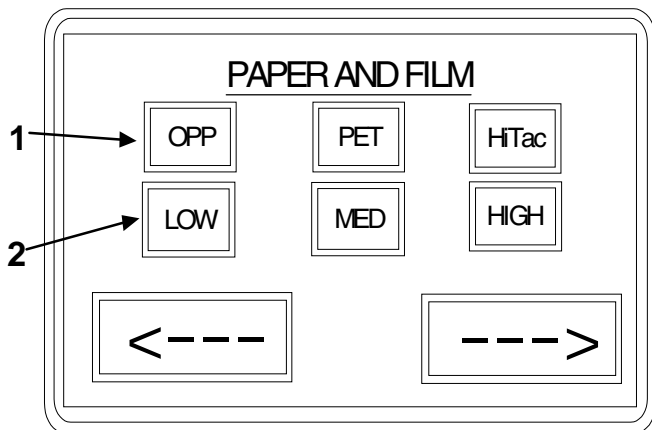 PAPER AND FILM
1 OPP PET HiTac
2 LOW MED HIGH
<--- --->